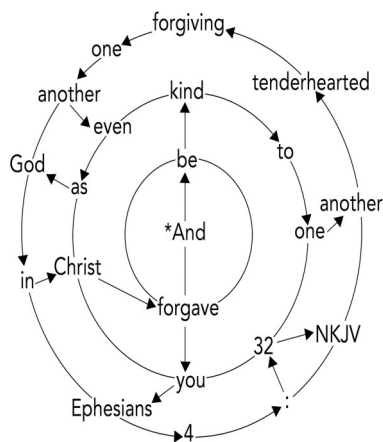 *And
be
kind
to
one
another
tenderhearted
forgiving
one
another
even
as
God
in
Christ
forgave
you
Ephesians
4
:
32
NKJV